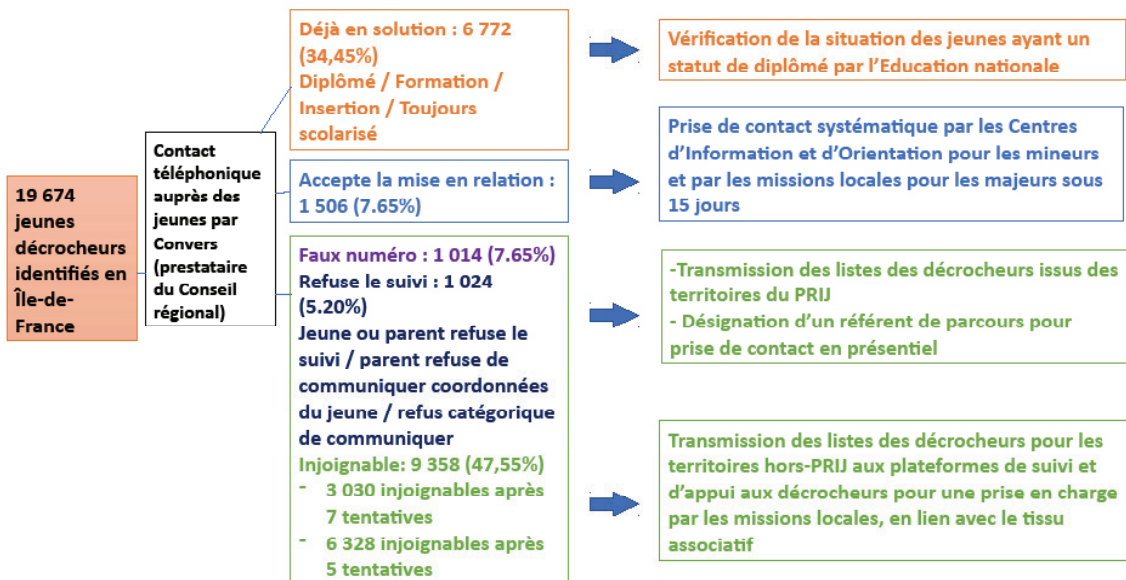 19 674
jeunes
décrocheurs
identifiés en
Île-de-
France
Contact
téléphonique
auprès des
jeunes par
Convers
(prestataire
du Conseil
régional)
Déjà en solution : 6 772
(34,45%)
Diplômé / Formation /
Insertion / Toujours
scolarisé
Vérification de la situation des jeunes ayant un
statut de diplômé par l’Education nationale
Accepte la mise en relation :
1 506 (7.65%)
Prise de contact systématique par les Centres
d’Information et d’Orientation pour les mineurs
et par les missions locales pour les majeurs sous
15 jours
Faux numéro : 1 014 (7.65%)
Refuse le suivi : 1 024
(5.20%)
Jeune ou parent refuse le
suivi / parent refuse de
communiquer coordonnées
du jeune / refus catégorique
de communiquer
Injoignable: 9 358 (47,55%)
- 3 030 injoignables après
7 tentatives
- 6 328 injoignables après
5 tentatives
-Transmission des listes des décrocheurs issus des
territoires du PRIJ
- Désignation d’un référent de parcours pour
prise de contact en présentiel
Transmission des listes des décrocheurs pour les
territoires hors-PRIJ aux plateformes de suivi et
d’appui aux décrocheurs pour une prise en charge
par les missions locales, en lien avec le tissu
associatif